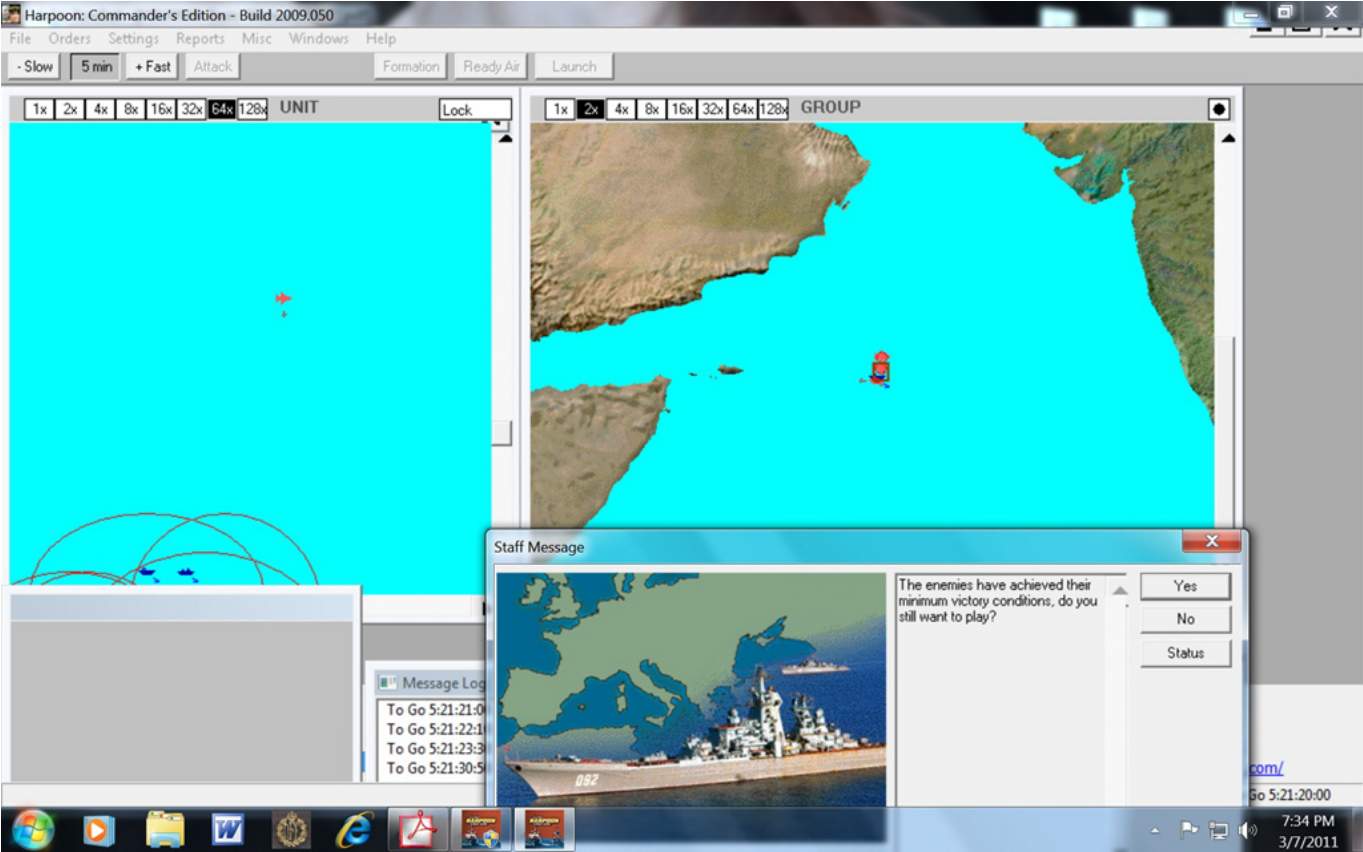 Harpoon: Commander's Edition - Build 2009.050
File Orders Settings Reports Misc Windows Help
- Slow 5 min + Fast Attack Formation Ready Air Launch
1x 2x 4x 8x 16x 32x 64x 128x UNIT Lock
1x 2x 4x 8x 16x 32x 64x 128x GROUP
Staff Message
The enemies have achieved their
minimum victory conditions, do you
still want to play?
Yes
No
Status
Message Log
To Go 5:21:21:0
To Go 5:21:22:1
To Go 5:21:23:3
To Go 5:21:30:5
092
com/
Go 5:21:20:00
HARPOON
HARPOON
7:34 PM
3/7/2011